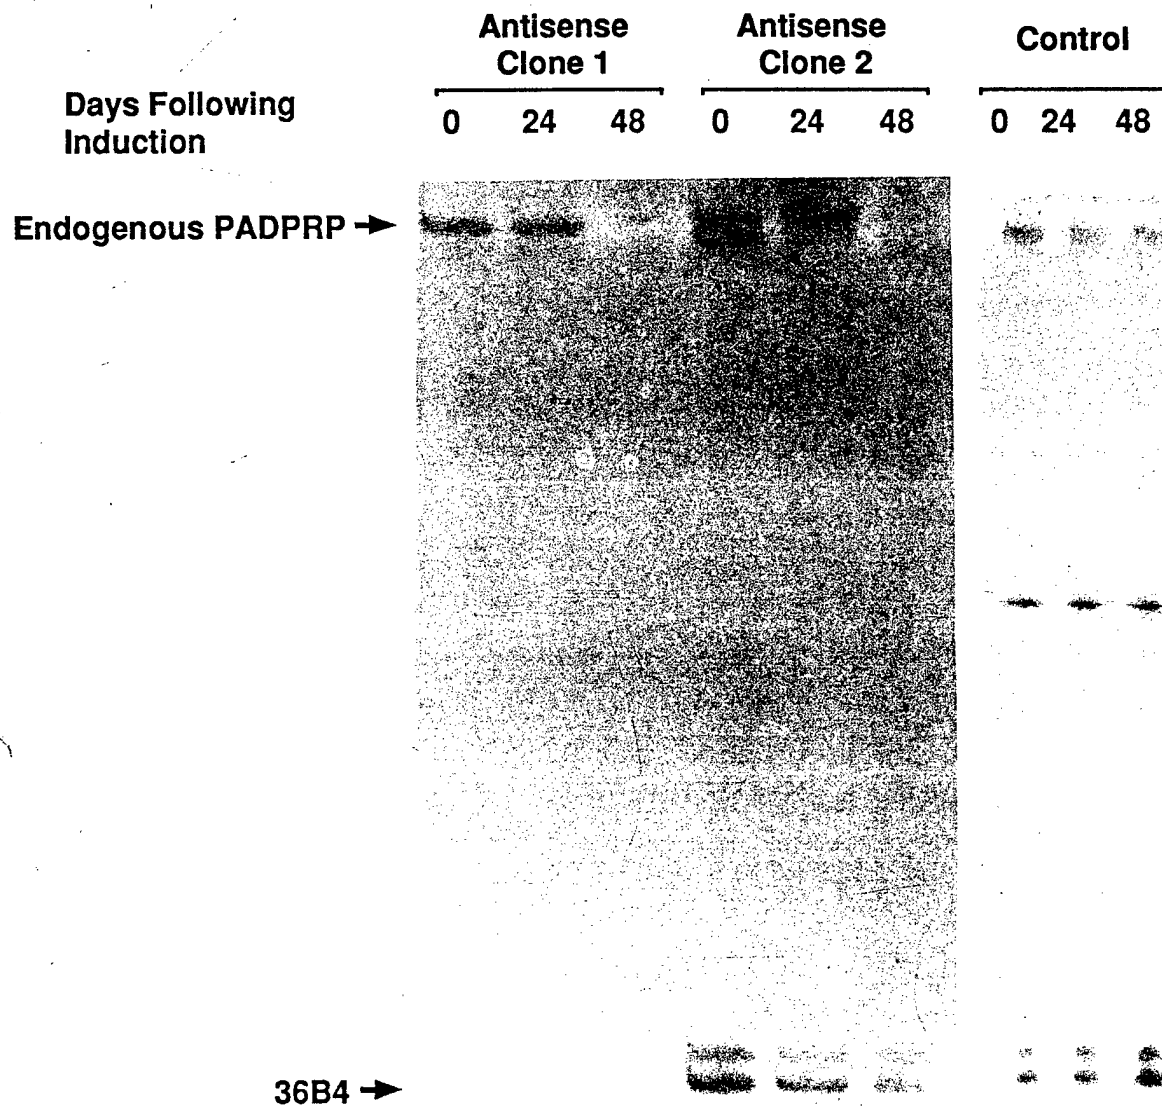 Antisense
Clone 1
Antisense
Clone 2
Control
Days Following
Induction
0 24 48 0 24 48 0 24 48
Endogenous PADPRP
36B4